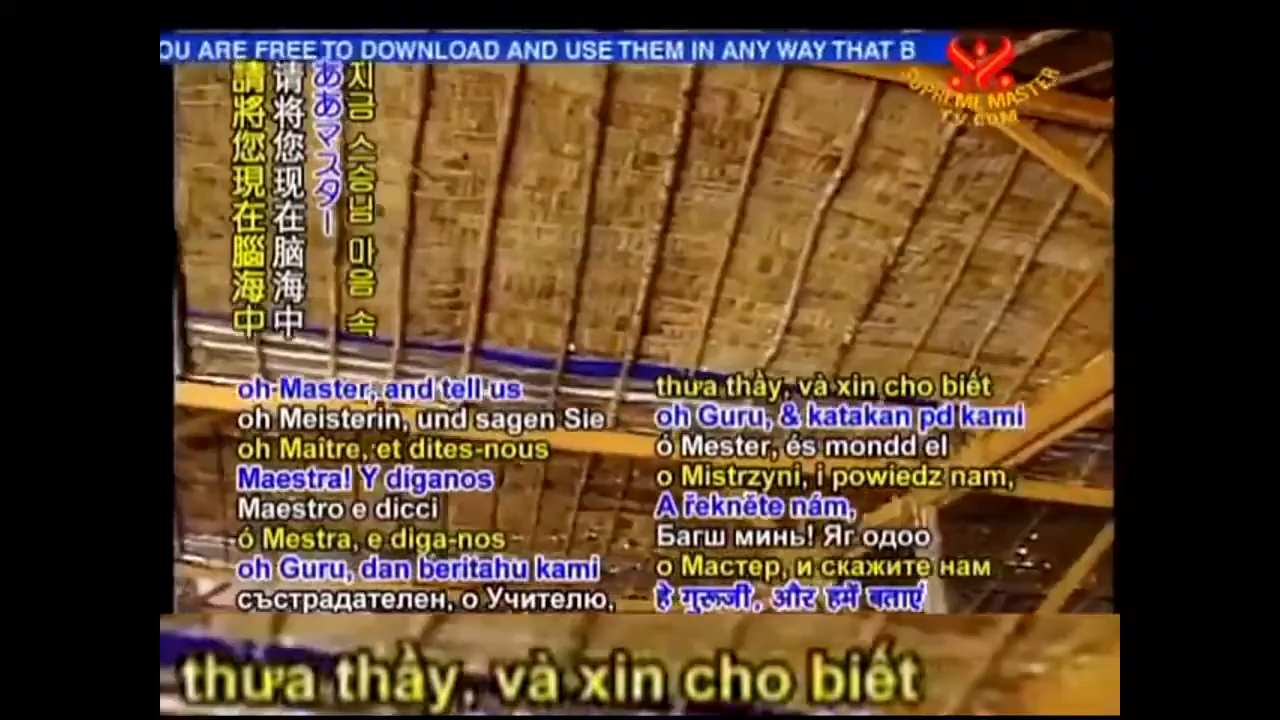 OU ARE FREE TO DOWNLOAD AND USE THEM IN ANY WAY THAT B
SUPREME MASTER
TV.COM
請將您現在腦海中
请将您现在脑海中
ああマスター
지금 스승님 마음 속
oh Master, and tell us
oh Meisterin, und sagen Sie
oh Maître, et dites-nous
Maestra! Y díganos
Maestro e dicci
ó Mestra, e diga-nos
oh Guru, dan beritahu kami
състрадателен, о Учителю,
thưa thầy, và xin cho biết
oh Guru, & katakan pd kami
ó Mester, és mondd el
o Mistrzyni, i powiedz nam,
A řekněte nám,
Багш минь! Яг одоо
о Мастер, и скажите нам
हे गुरूजी, और हमें बताएं
thưa thầy, và xin cho biết